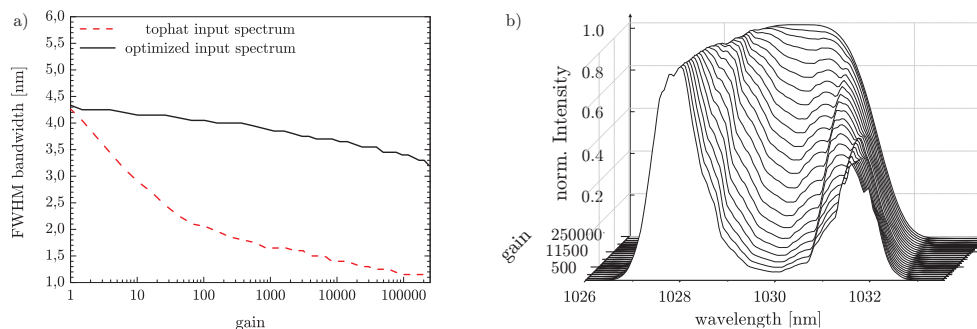 a)
tophat input spectrum
optimized input spectrum
6,0
5,5
5,0
4,5
4,0
3,5
3,0
2,5
2,0
1,5
1,0
FWHM bandwidth [nm]
1 10 100 1000 10000 100000
gain
b)
1.0
0.8
0.6
0.4
0.2
norm. Intensity
250000
11500
500
gain
1026 1028 1030 1032
wavelength [nm]